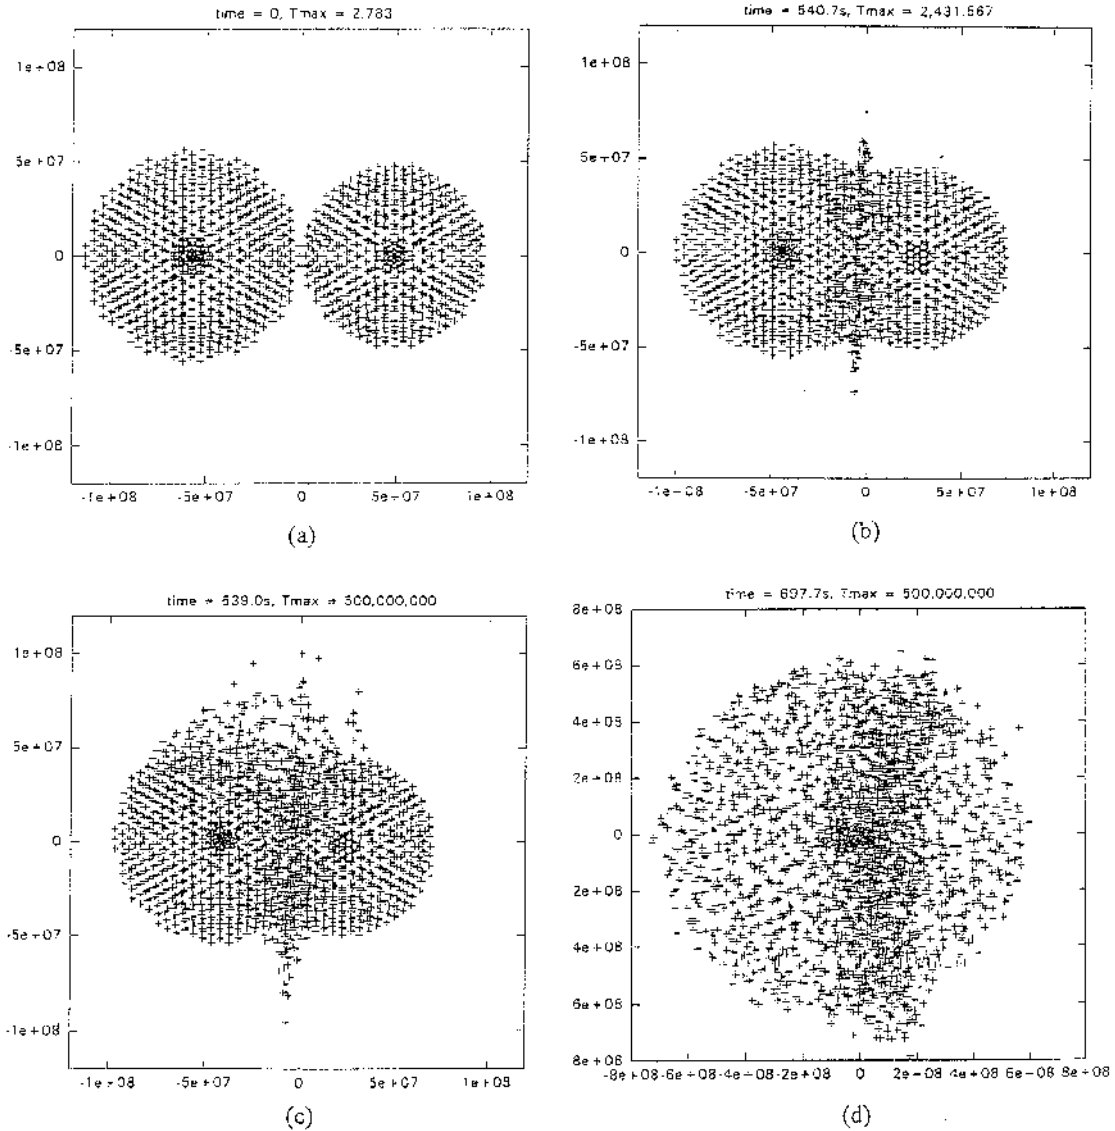 time = 0, Tmax = 2.783
1e+08
5e+07
0
-5e+07
-1e+08
-1e+08 -5e+07 0 5e+07 1e+08
(a)
time = 540.7s, Tmax = 2,431.567
1e+08
5e+07
0
-5e+07
-1e+08
-1e-08 -5e+07 0 5e+07 1e+08
(b)
time = 539.0s, Tmax = 500,000,000
1e+08
5e+07
0
-5e+07
-1e+08
-1e+08 -5e+07 0 5e+07 1e+08
(c)
time = 697.7s, Tmax = 500,000,000
8e+08
6e+08
4e+08
2e+08
0
2e+08
4e+08
6e+08
8e+08
-8e+08-6e+08-4e+08-2e+08 0 2e+08 4e+08 6e+08 8e+08
(d)